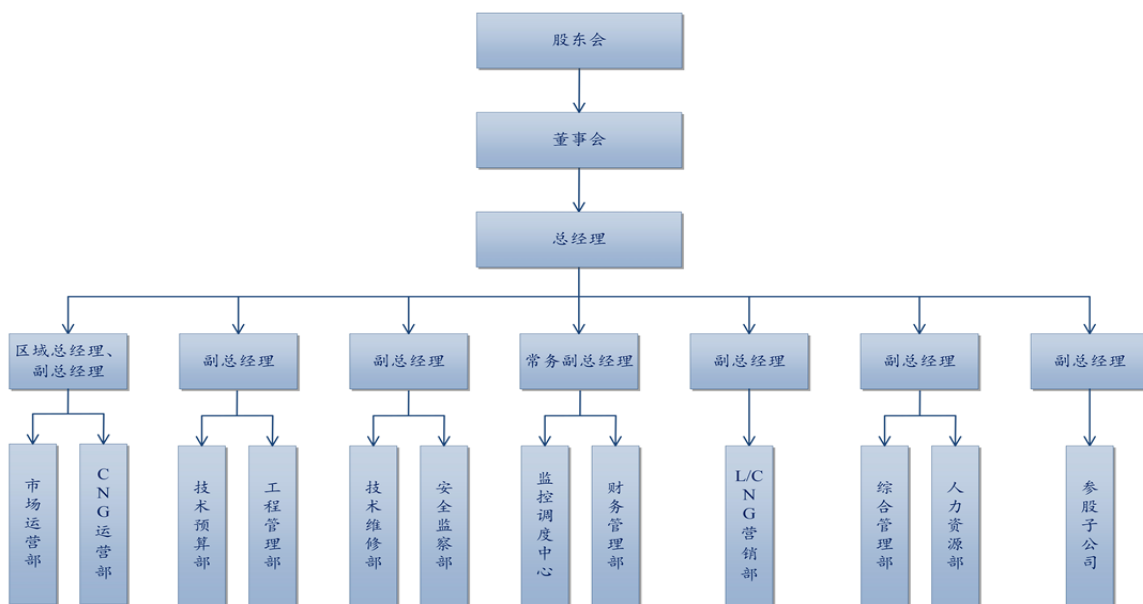 股东会
董事会
总经理
区域总经理、
副总经理
副总经理
副总经理
常务副总经理
副总经理
副总经理
副总经理
市场运营部
CNG运营部
技术预算部
工程管理部
技术维修部
安全监察部
监控调度中心
财务管理部
L/CNG营销部
综合管理部
人力资源部
参股子公司